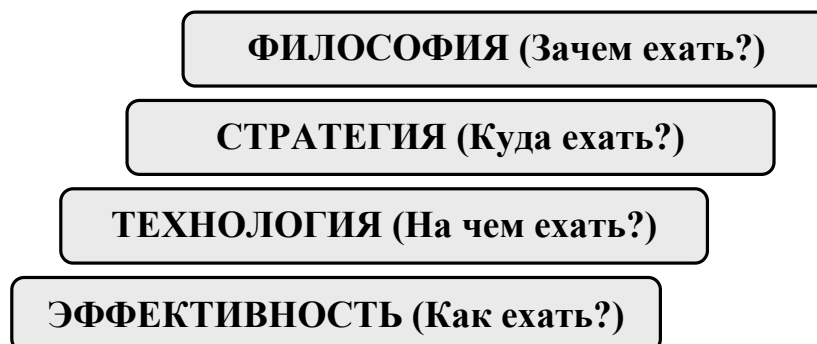 ФИЛОСОФИЯ (Зачем ехать?)
СТРАТЕГИЯ (Куда ехать?)
ТЕХНОЛОГИЯ (На чем ехать?)
ЭФФЕКТИВНОСТЬ (Как ехать?)